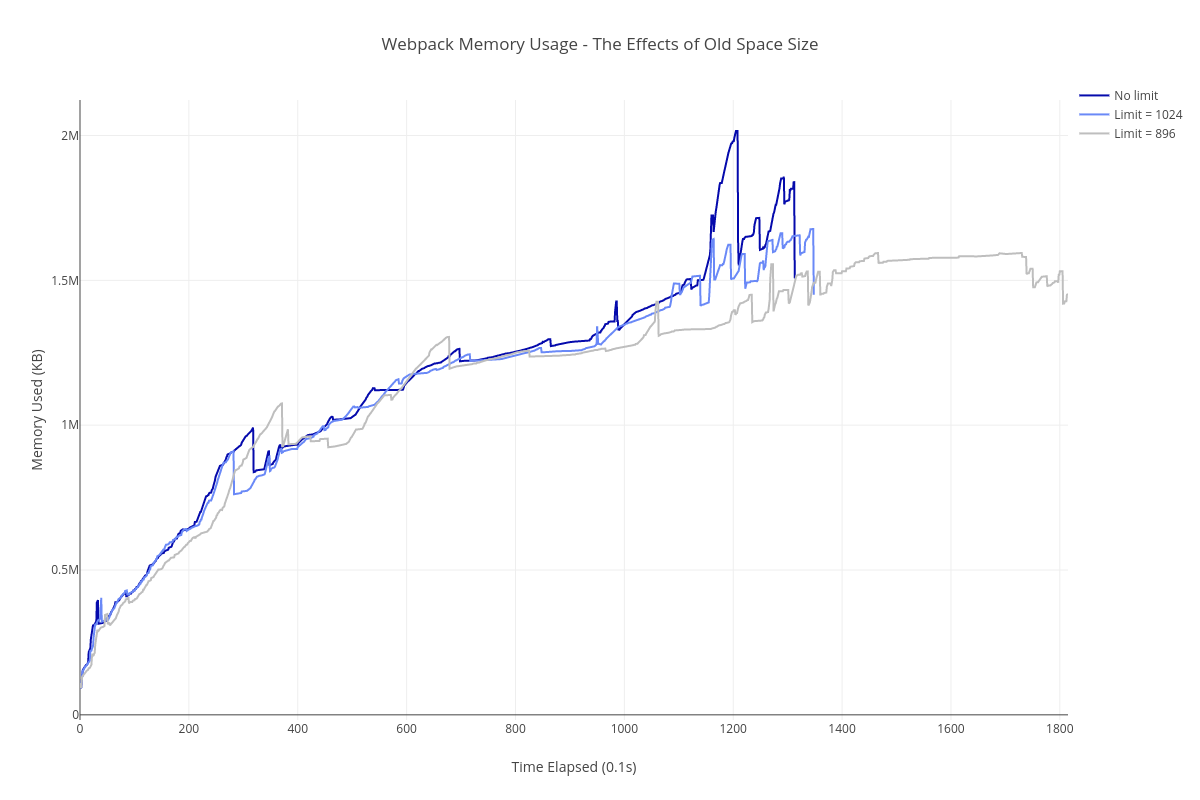 Webpack Memory Usage - The Effects of Old Space Size
No limit
Limit = 1024
Limit = 896
Memory Used (KB)
2M
1.5M
1M
0.5M
0
0 200 400 600 800 1000 1200 1400 1600 1800
Time Elapsed (0.1s)